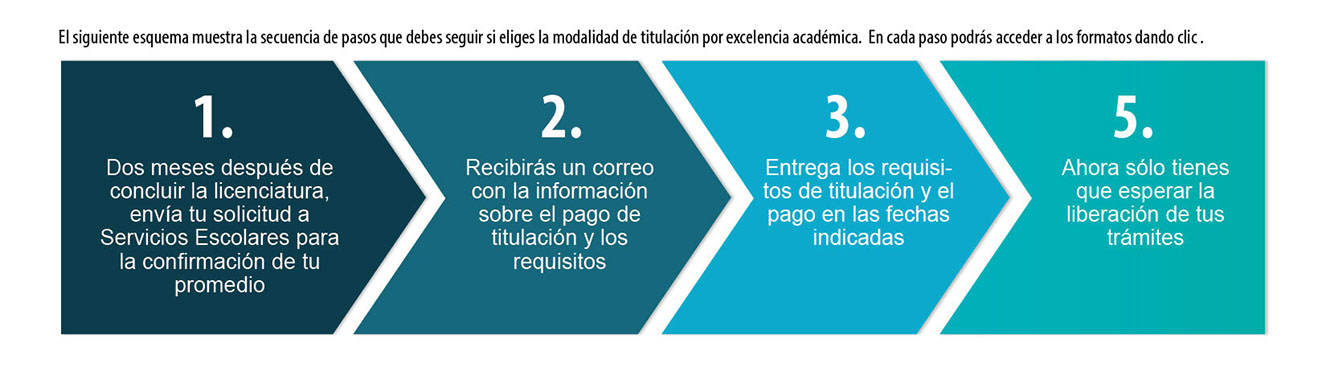 El siguiente esquema muestra la secuencia de pasos que debes seguir si eliges la modalidad de titulación por excelencia académica.  En cada paso podrás acceder a los formatos dando clic .
1.
Dos meses después de
concluir la licenciatura,
envía tu solicitud a
Servicios Escolares para
la confirmación de tu
promedio
2.
Recibirás un correo
con la información
sobre el pago de
titulación y los
requisitos
3.
Entrega los requisi-
tos de titulación y el
pago en las fechas
indicadas
5.
Ahora sólo tienes
que esperar la
liberación de tus
trámites